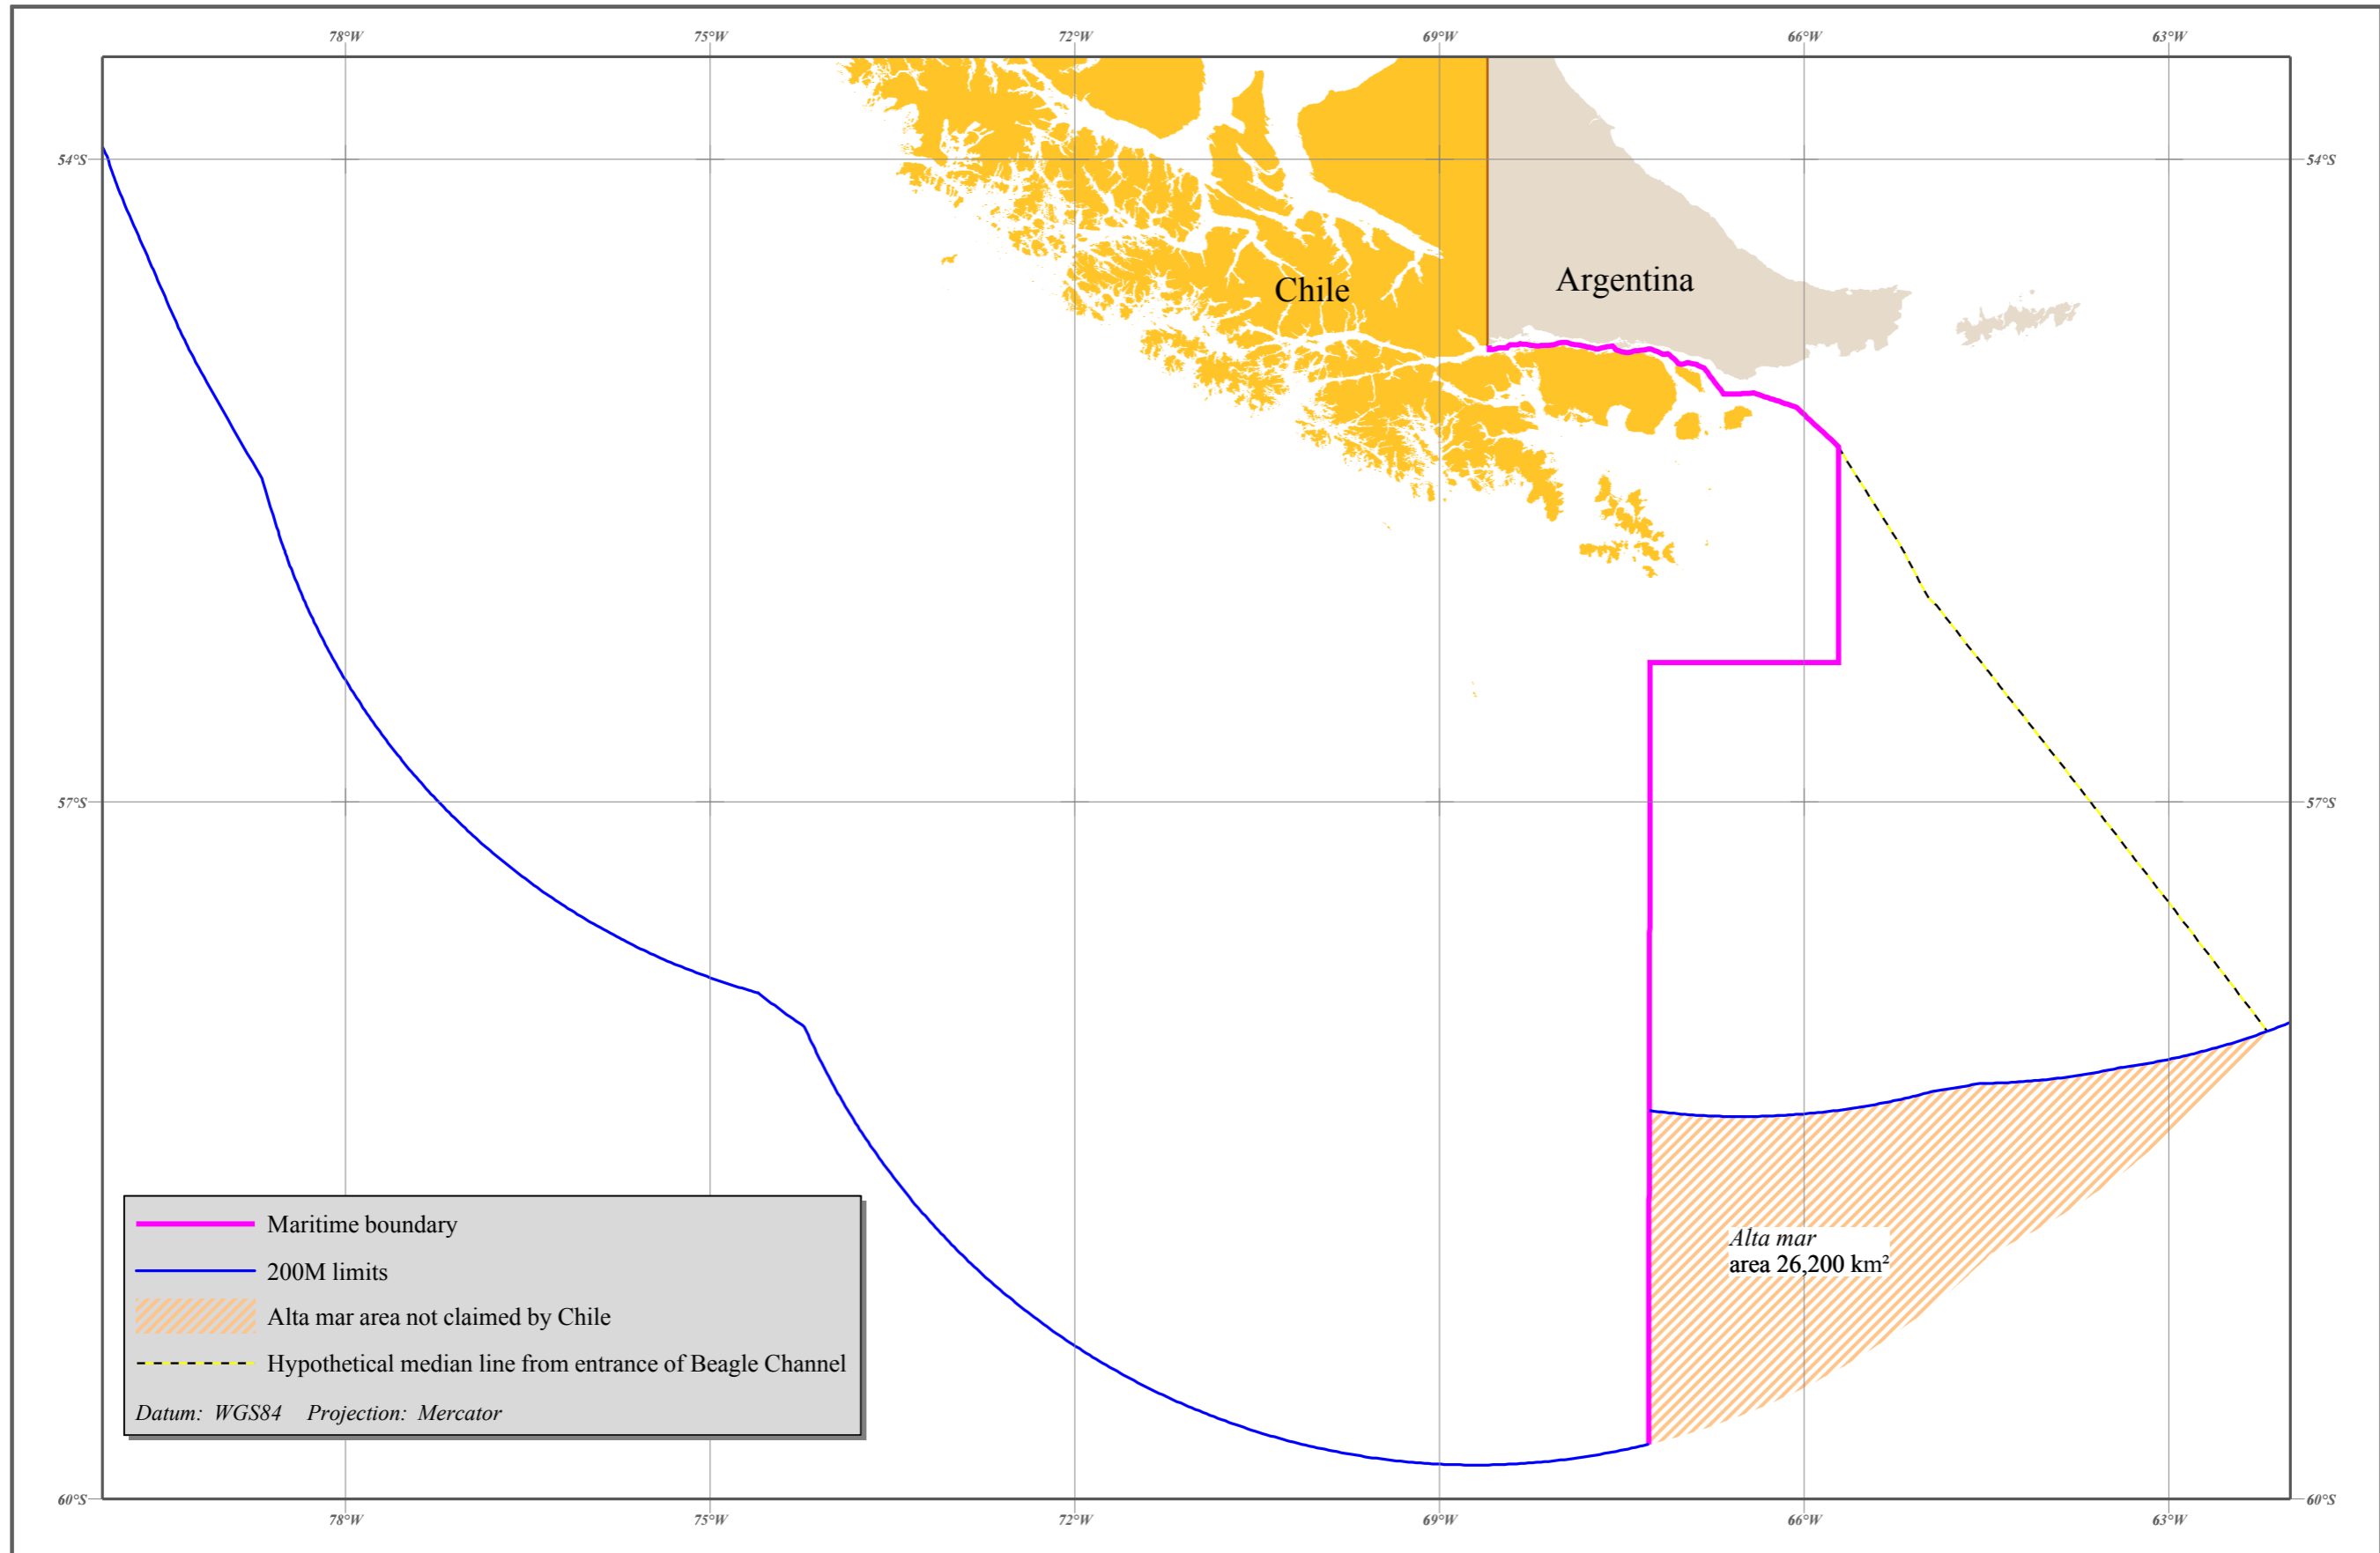 78°W 75°W 72°W 69°W 66°W 63°W
54°S 54°S
Chile
Argentina
57°S 57°S
Alta mar
area 26,200 km²
Maritime boundary
200M limits
Alta mar area not claimed by Chile
Hypothetical median line from entrance of Beagle Channel
Datum: WGS84 Projection: Mercator
60°S 60°S
78°W 75°W 72°W 69°W 66°W 63°W